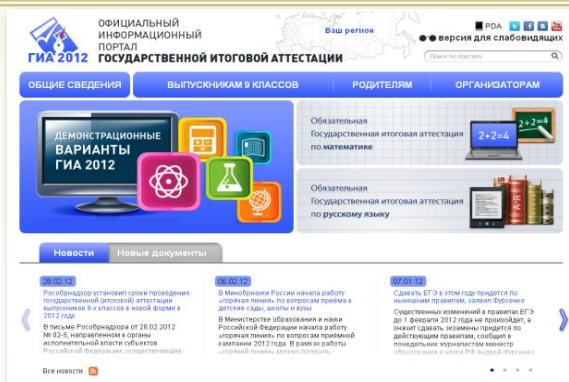 ОФИЦИАЛЬНЫЙ
ИНФОРМАЦИОННЫЙ
ПОРТАЛ
ГОСУДАРСТВЕННОЙ ИТОГОВОЙ АТТЕСТАЦИИ
ГИА 2012
Ваш регион
PDA
версия для слабовидящих
Поиск по порталу
ОБЩИЕ СВЕДЕНИЯ
ВЫПУСКНИКАМ 9 КЛАССОВ
РОДИТЕЛЯМ
ОРГАНИЗАТОРАМ
ДЕМОНСТРАЦИОННЫЕ
ВАРИАНТЫ
ГИА 2012
Обязательная
Государственная итоговая аттестация
по математике
2+2=4
2+2=4
Обязательная
Государственная итоговая аттестация
по русскому языку
Новости
Новые документы
28.02.12
Рособрнадзор установил сроки проведения
государственной (итоговой) аттестации
выпускников 9-х классов в новой форме в
2012 году
В письме Рособрнадзора от 28.02.2012
№ 02-5, направленном в органы
исполнительной власти субъектов
Российской Федерации, осуществляющие
06.02.12
В Минобрнауки России начала работу
«горячая линия» по вопросам приёма в
детские сады, школы и вузы
В Министерстве образования и науки
Российской Федерации начала работу
«горячая линия» по вопросам приемной
кампании 2012 года. В рамках работы
«горячей линии» можно получить
07.01.12
Сдавать ЕГЭ в этом году придется по
нынешним правилам, заявил Фурсенко
Существенных изменений в правилах ЕГЭ
до 1 февраля 2012 года не произойдет, а
значит сдавать экзамены придется по
действующим правилам, сообщил в
понедельник журналистам министр
образования и науки РФ Андрей Фурсенко
Все новости